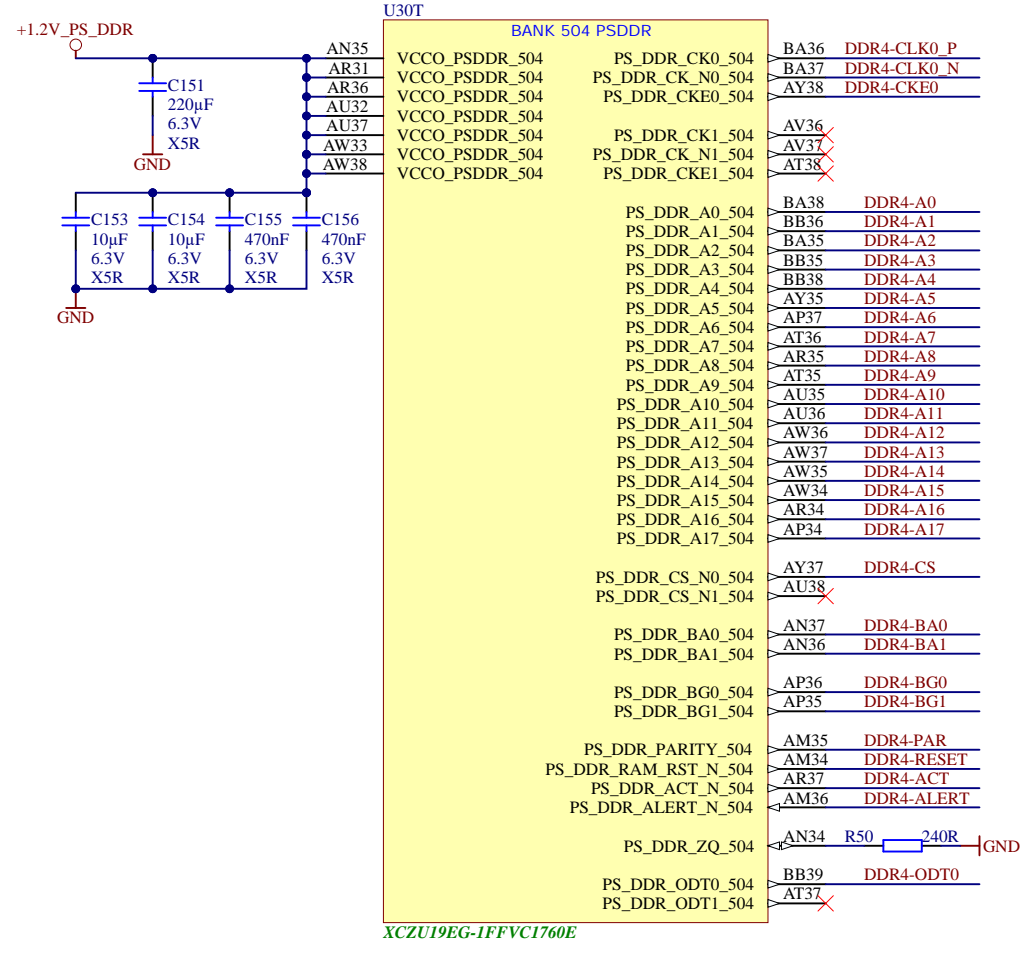 U30T
+1.2V_PS_DDR
BANK 504 PSDDR
AN35 VCCO_PSDDR_504 PS_DDR_CK0_504 BA36 DDR4-CLK0_P
AR31 VCCO_PSDDR_504 PS_DDR_CK_N0_504 BA37 DDR4-CLK0_N
AR36 VCCO_PSDDR_504 PS_DDR_CKE0_504 AY38 DDR4-CKE0
AU32 VCCO_PSDDR_504
AU37 VCCO_PSDDR_504 PS_DDR_CK1_504 AV36
AW33 VCCO_PSDDR_504 PS_DDR_CK_N1_504 AV37
AW38 VCCO_PSDDR_504 PS_DDR_CKE1_504 AT38
C151
220µF
6.3V
X5R
GND
C153 C154 C155 C156
10µF 10µF 470nF 470nF
6.3V 6.3V 6.3V 6.3V
X5R X5R X5R X5R
GND
PS_DDR_A0_504 BA38 DDR4-A0
PS_DDR_A1_504 BB36 DDR4-A1
PS_DDR_A2_504 BA35 DDR4-A2
PS_DDR_A3_504 BB35 DDR4-A3
PS_DDR_A4_504 BB38 DDR4-A4
PS_DDR_A5_504 AY35 DDR4-A5
PS_DDR_A6_504 AP37 DDR4-A6
PS_DDR_A7_504 AT36 DDR4-A7
PS_DDR_A8_504 AR35 DDR4-A8
PS_DDR_A9_504 AT35 DDR4-A9
PS_DDR_A10_504 AU35 DDR4-A10
PS_DDR_A11_504 AU36 DDR4-A11
PS_DDR_A12_504 AW36 DDR4-A12
PS_DDR_A13_504 AW37 DDR4-A13
PS_DDR_A14_504 AW35 DDR4-A14
PS_DDR_A15_504 AW34 DDR4-A15
PS_DDR_A16_504 AR34 DDR4-A16
PS_DDR_A17_504 AP34 DDR4-A17
PS_DDR_CS_N0_504 AY37 DDR4-CS
PS_DDR_CS_N1_504 AU38
PS_DDR_BA0_504 AN37 DDR4-BA0
PS_DDR_BA1_504 AN36 DDR4-BA1
PS_DDR_BG0_504 AP36 DDR4-BG0
PS_DDR_BG1_504 AP35 DDR4-BG1
PS_DDR_PARITY_504 AM35 DDR4-PAR
PS_DDR_RAM_RST_N_504 AM34 DDR4-RESET
PS_DDR_ACT_N_504 AR37 DDR4-ACT
PS_DDR_ALERT_N_504 AM36 DDR4-ALERT
PS_DDR_ZQ_504 AN34 R50 240R GND
PS_DDR_ODT0_504 BB39 DDR4-ODT0
PS_DDR_ODT1_504 AT37
XCZU19EG-1FFVC1760E